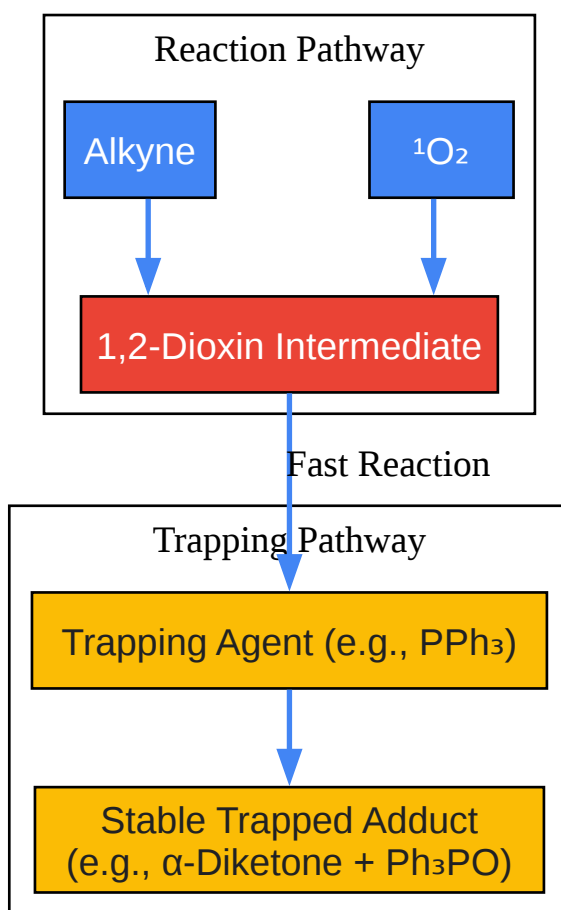 Reaction Pathway
Alkyne
¹O₂
1,2-Dioxin Intermediate
Fast Reaction
Trapping Pathway
Trapping Agent (e.g., PPh₃)
Stable Trapped Adduct
(e.g., α-Diketone + Ph₃PO)